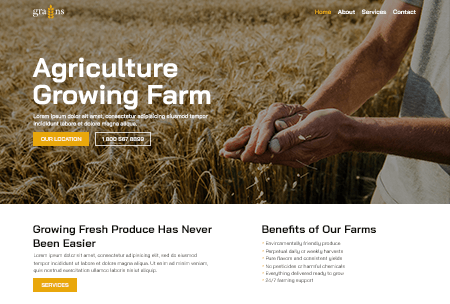 grains
Home About Services Contact
Agriculture
Growing Farm
Lorem ipsum dolor sit amet, consectetur adipisicing eiusmod tempor
incididunt labore et dolore magna aliqua.
OUR LOCATION
1 800 567 8899
Growing Fresh Produce Has Never
Been Easier
Lorem ipsum dolor sit amet, consectetur adipisicing elit, sed do eiusmod
tempor incididunt ut labore et dolore magna aliqua. Ut enim ad minim veniam,
quis nostrud exercitation ullamco laboris nisi ut aliquip.
SERVICES
Benefits of Our Farms
Environmentally friendly produce
Perpetual daily or weekly harvests
Pure flavors and consistent yields
No pesticides or harmful chemicals
Everything delivered ready to grow
24/7 farming support